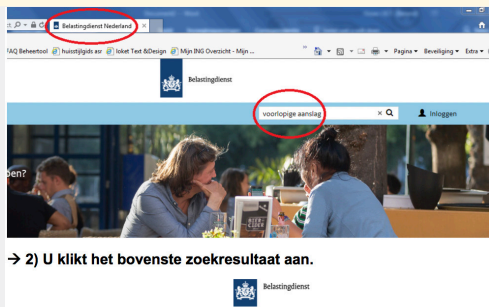 Belastingdienst Nederland ×
FAQ Beheertool huisstijlgids asr loket Text &Design Mijn ING Overzicht - Mijn ... » Pagina ▾ Beveiliging ▾ Extra ▾
Belastingdienst
voorlopige aanslag × Inloggen
pen?
→ 2) U klikt het bovenste zoekresultaat aan.
Belastingdienst